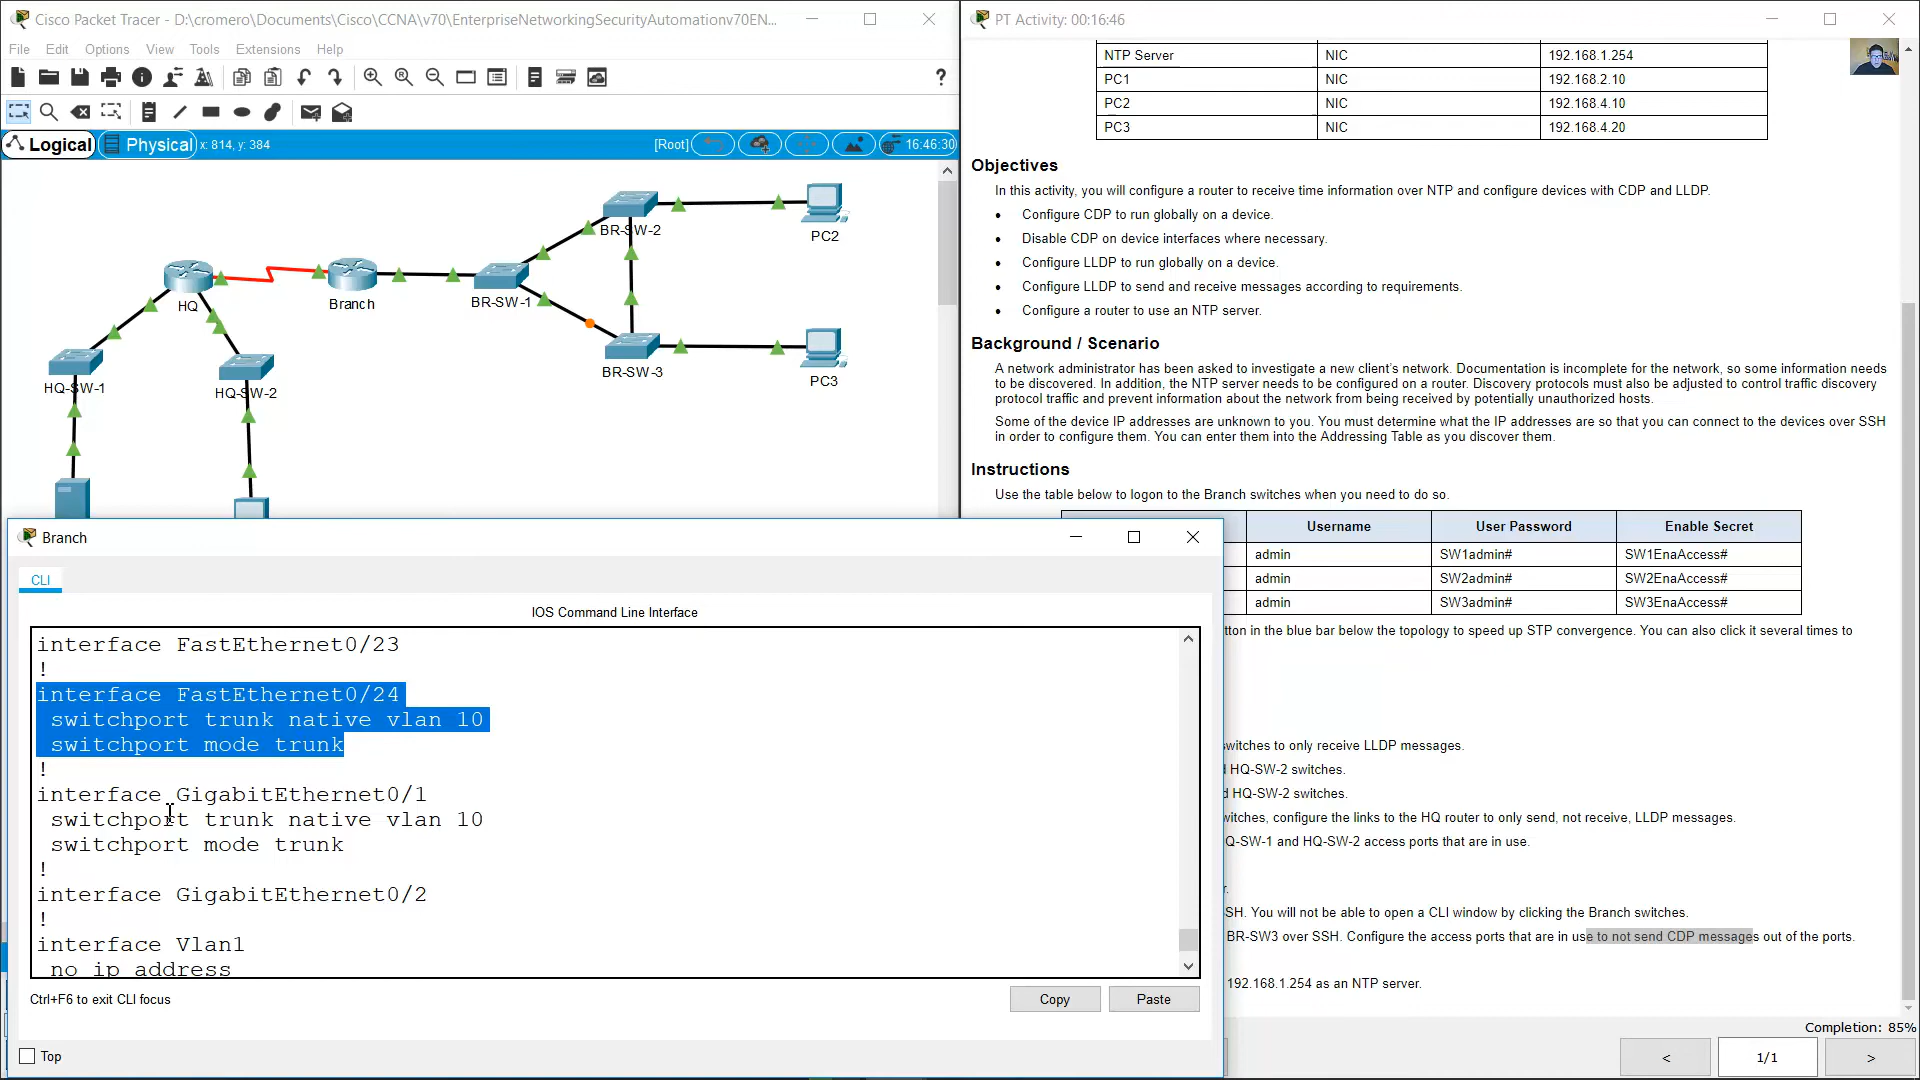 Cisco Packet Tracer - D:\cromero\Documents\Cisco\CCNA\v70\EnterpriseNetworkingSecurityAutomationv70EN...
File Edit Options View Tools Extensions Help
?
Logical
Physical
x: 814, y: 384
[Root]
16:46:30
BR-SW-2
PC2
HQ
Branch
BR-SW-1
BR-SW-3
PC3
HQ-SW-1
HQ-SW-2
PT Activity: 00:16:46
NTP Server NIC 192.168.1.254
PC1 NIC 192.168.2.10
PC2 NIC 192.168.4.10
PC3 NIC 192.168.4.20
Objectives
In this activity, you will configure a router to receive time information over NTP and configure devices with CDP and LLDP.
• Configure CDP to run globally on a device.
• Disable CDP on device interfaces where necessary.
• Configure LLDP to run globally on a device.
• Configure LLDP to send and receive messages according to requirements.
• Configure a router to use an NTP server.
Background / Scenario
A network administrator has been asked to investigate a new client's network. Documentation is incomplete for the network, so some information needs
to be discovered. In addition, the NTP server needs to be configured on a router. Discovery protocols must also be adjusted to control traffic discovery
protocol traffic and prevent information about the network from being received by potentially unauthorized hosts.
Some of the device IP addresses are unknown to you. You must determine what the IP addresses are so that you can connect to the devices over SSH
in order to configure them. You can enter them into the Addressing Table as you discover them.
Instructions
Use the table below to logon to the Branch switches when you need to do so.
Username User Password Enable Secret
admin SW1admin# SW1EnaAccess#
admin SW2admin# SW2EnaAccess#
admin SW3admin# SW3EnaAccess#
tton in the blue bar below the topology to speed up STP convergence. You can also click it several times to
switches to only receive LLDP messages.
HQ-SW-2 switches.
HQ-SW-2 switches.
witches, configure the links to the HQ router to only send, not receive, LLDP messages.
Q-SW-1 and HQ-SW-2 access ports that are in use.
r.
SH. You will not be able to open a CLI window by clicking the Branch switches.
BR-SW3 over SSH. Configure the access ports that are in use to not send CDP messages out of the ports.
192.168.1.254 as an NTP server.
Completion: 85%
< 1/1 >
Branch
CLI
IOS Command Line Interface
interface FastEthernet0/23
!
interface FastEthernet0/24
switchport trunk native vlan 10
switchport mode trunk
!
interface GigabitEthernet0/1
switchport trunk native vlan 10
switchport mode trunk
!
interface GigabitEthernet0/2
!
interface Vlan1
no ip address
Ctrl+F6 to exit CLI focus
Copy Paste
Top